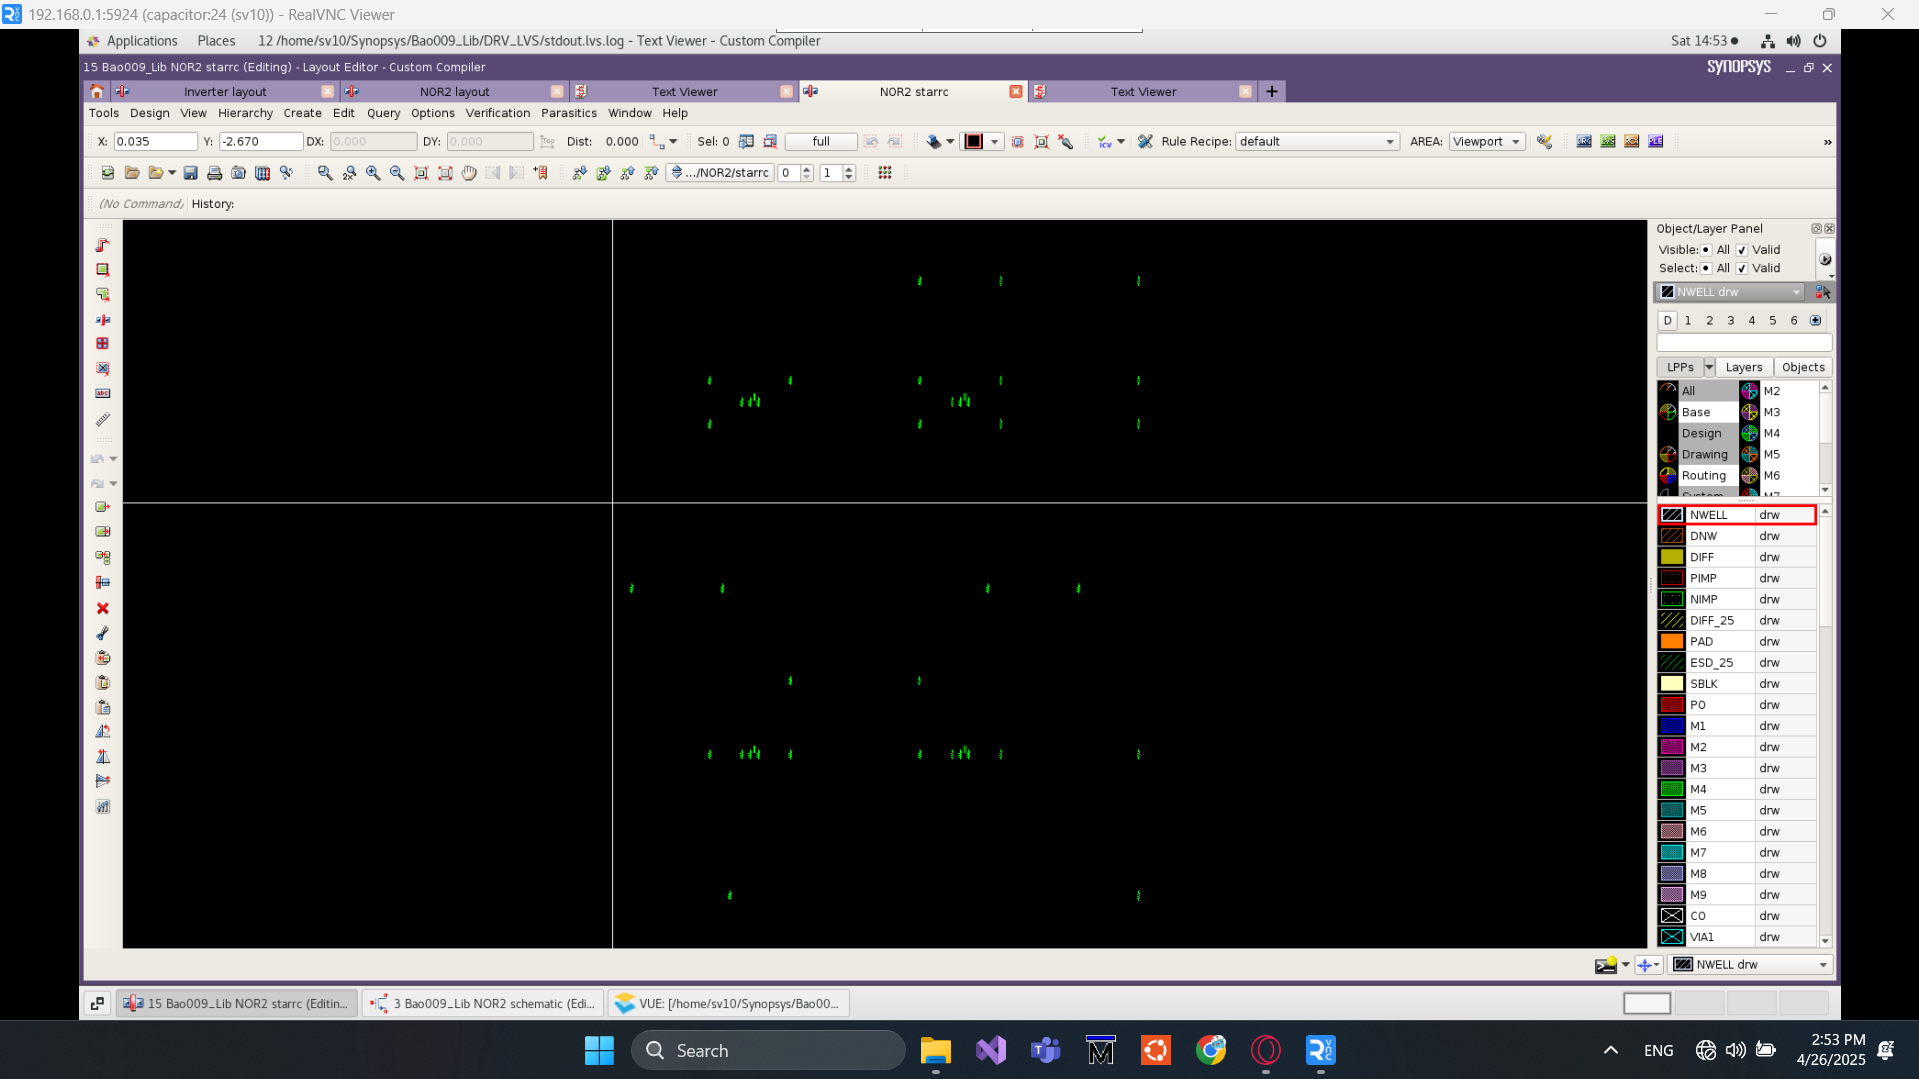 192.168.0.1:5924 (capacitor:24 (sv10)) - RealVNC Viewer
Applications Places 12 /home/sv10/Synopsys/Bao009_Lib/DRV_LVS/stdout.lvs.log - Text Viewer - Custom Compiler Sat 14:53
15 Bao009_Lib NOR2 starrc (Editing) - Layout Editor - Custom Compiler SYNOPSYS
Inverter layout NOR2 layout Text Viewer NOR2 starrc Text Viewer
Tools Design View Hierarchy Create Edit Query Options Verification Parasitics Window Help
X: 0.035 Y: -2.670 DX: 0.000 DY: 0.000 Dist: 0.000 Sel: 0 full ICV Rule Recipe: default AREA: Viewport »
.../NOR2/starrc 0 1
(No Command) History:
Object/Layer Panel
Visible: All Valid
Select: All Valid
NWELL drw
D 1 2 3 4 5 6
LPPs Layers Objects
All M2
Base M3
Design M4
Drawing M5
Routing M6
System M7
NWELL drw
DNW drw
DIFF drw
PIMP drw
NIMP drw
DIFF_25 drw
PAD drw
ESD_25 drw
SBLK drw
PO drw
M1 drw
M2 drw
M3 drw
M4 drw
M5 drw
M6 drw
M7 drw
M8 drw
M9 drw
CO drw
VIA1 drw
NWELL drw
15 Bao009_Lib NOR2 starrc (Editin... 3 Bao009_Lib NOR2 schematic (Edi... VUE: [/home/sv10/Synopsys/Bao00...
Search
ENG
2:53 PM
4/26/2025